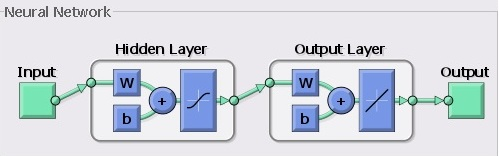 Neural Network
Hidden Layer
Output Layer
Input
Output
W
W
+
+
b
b